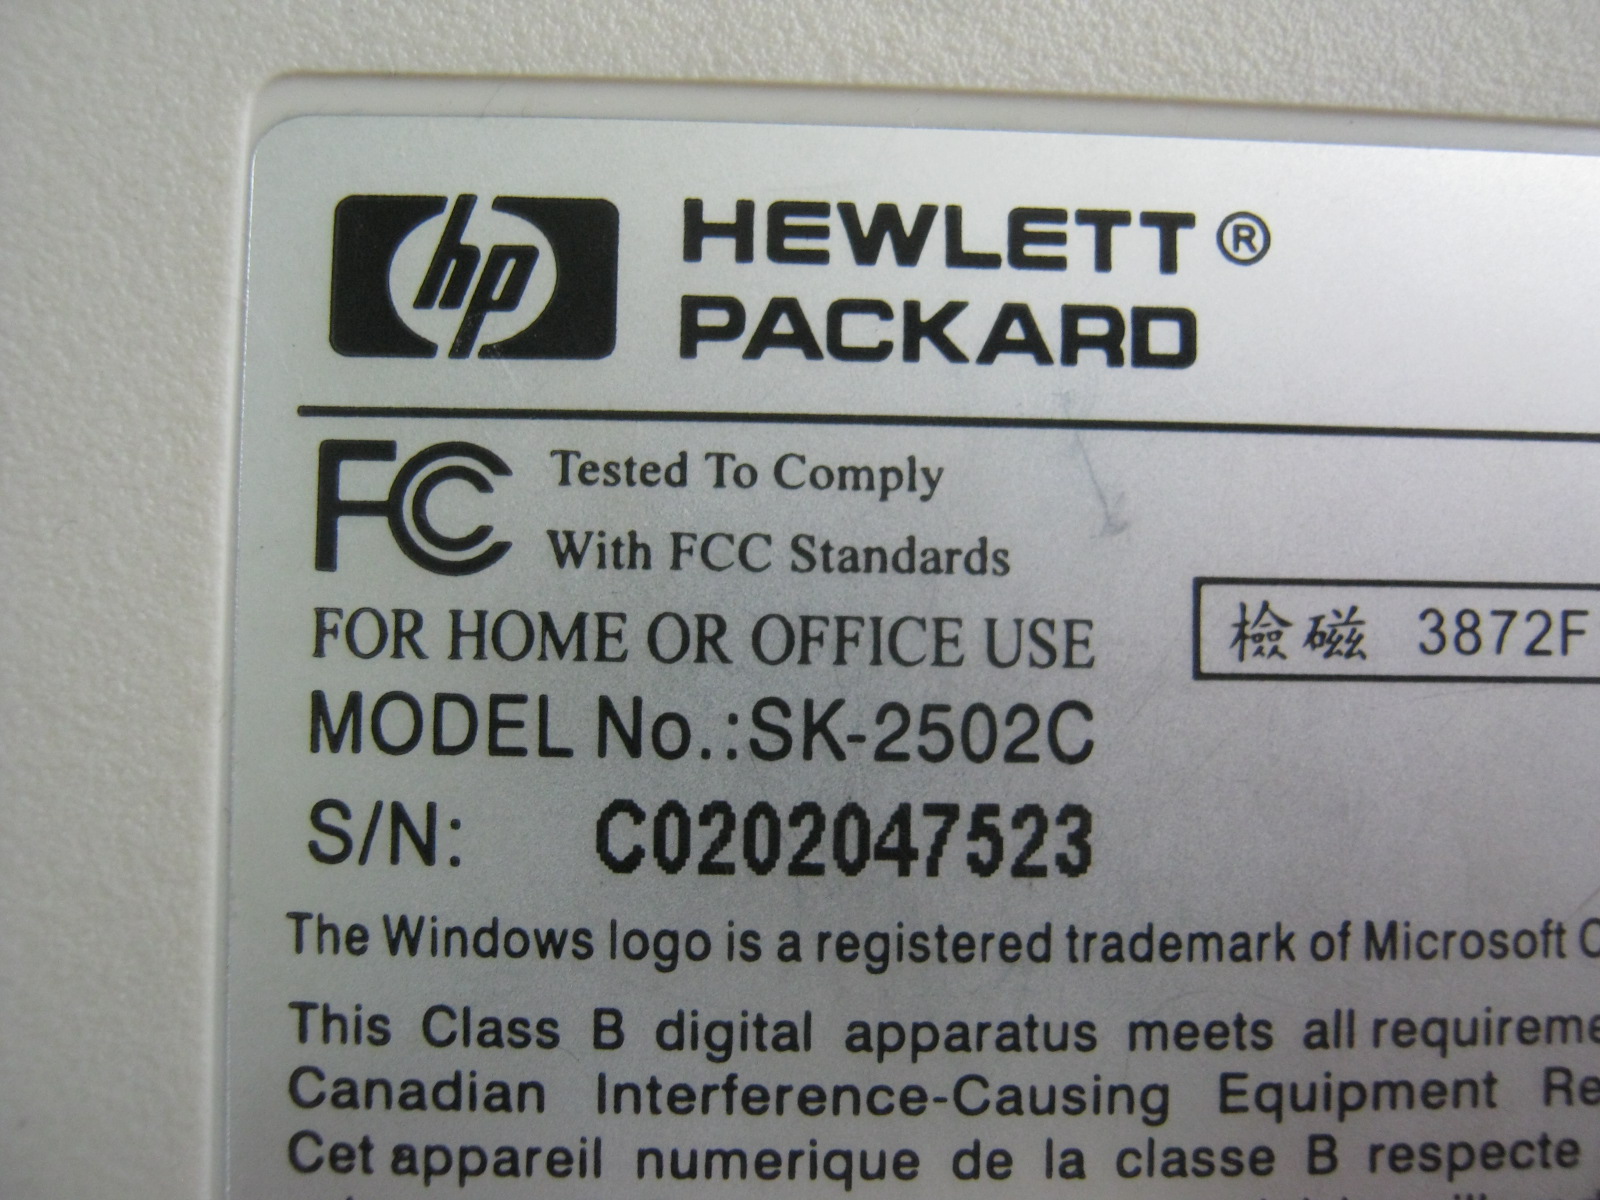 hp HEWLETT®
PACKARD
FC Tested To Comply
With FCC Standards
FOR HOME OR OFFICE USE
檢磁 3872F
MODEL No.:SK-2502C
S/N: C0202047523
The Windows logo is a registered trademark of Microsoft
This Class B digital apparatus meets all
Canadian Interference-Causing Equipment
Cet appareil numerique de la classe B respecte